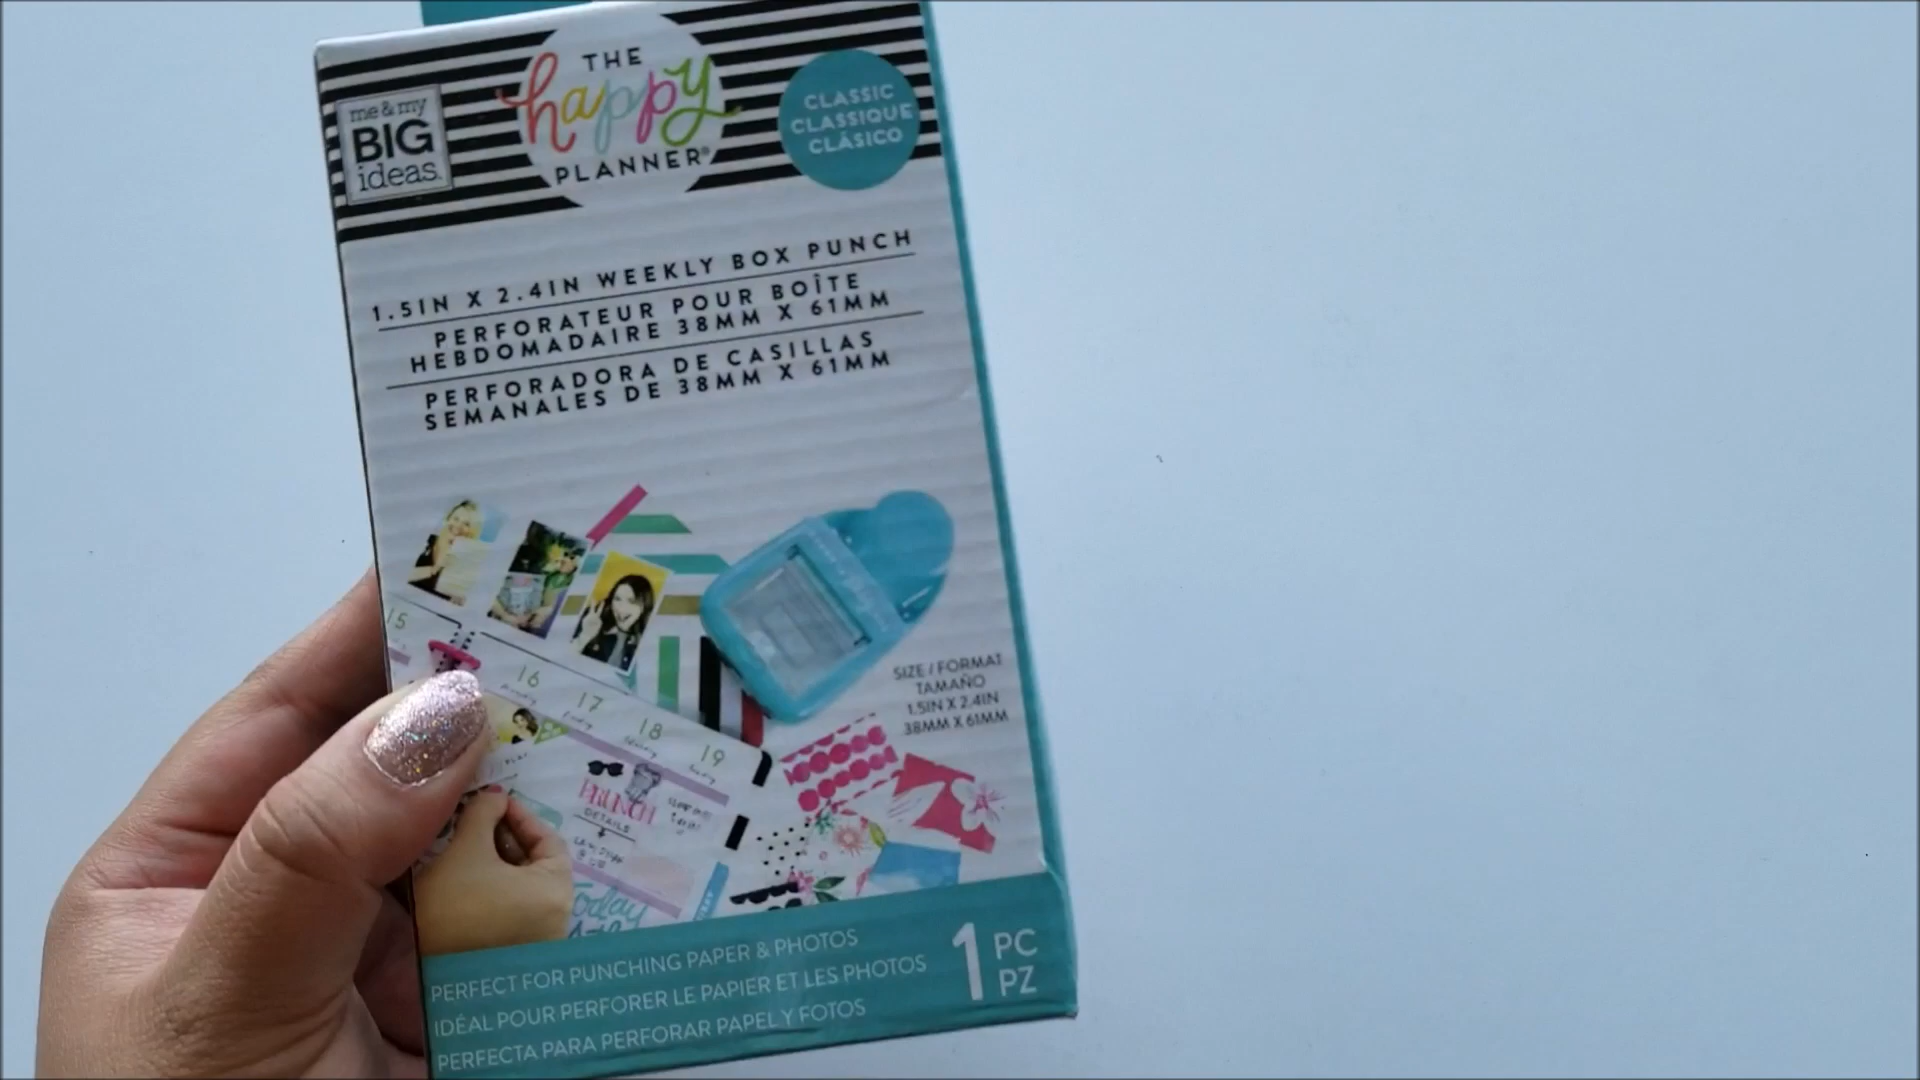 THE
happy
PLANNER®
me & my
BIG
ideas.
CLASSIC
CLASSIQUE
CLÁSICO
1.5IN X 2.4IN WEEKLY BOX PUNCH
PERFORATEUR POUR BOÎTE
HEBDOMADAIRE 38MM X 61MM
PERFORADORA DE CASILLAS
SEMANALES DE 38MM X 61MM
SIZE / FORMAT
TAMAÑO
1.5IN X 2.4IN
38MM X 61MM
15
16
17
18
19
BRUNCH
DETAILS
today
PERFECT FOR PUNCHING PAPER & PHOTOS
IDÉAL POUR PERFORER LE PAPIER ET LES PHOTOS
PERFECTA PARA PERFORAR PAPEL Y FOTOS
1 PC
PZ